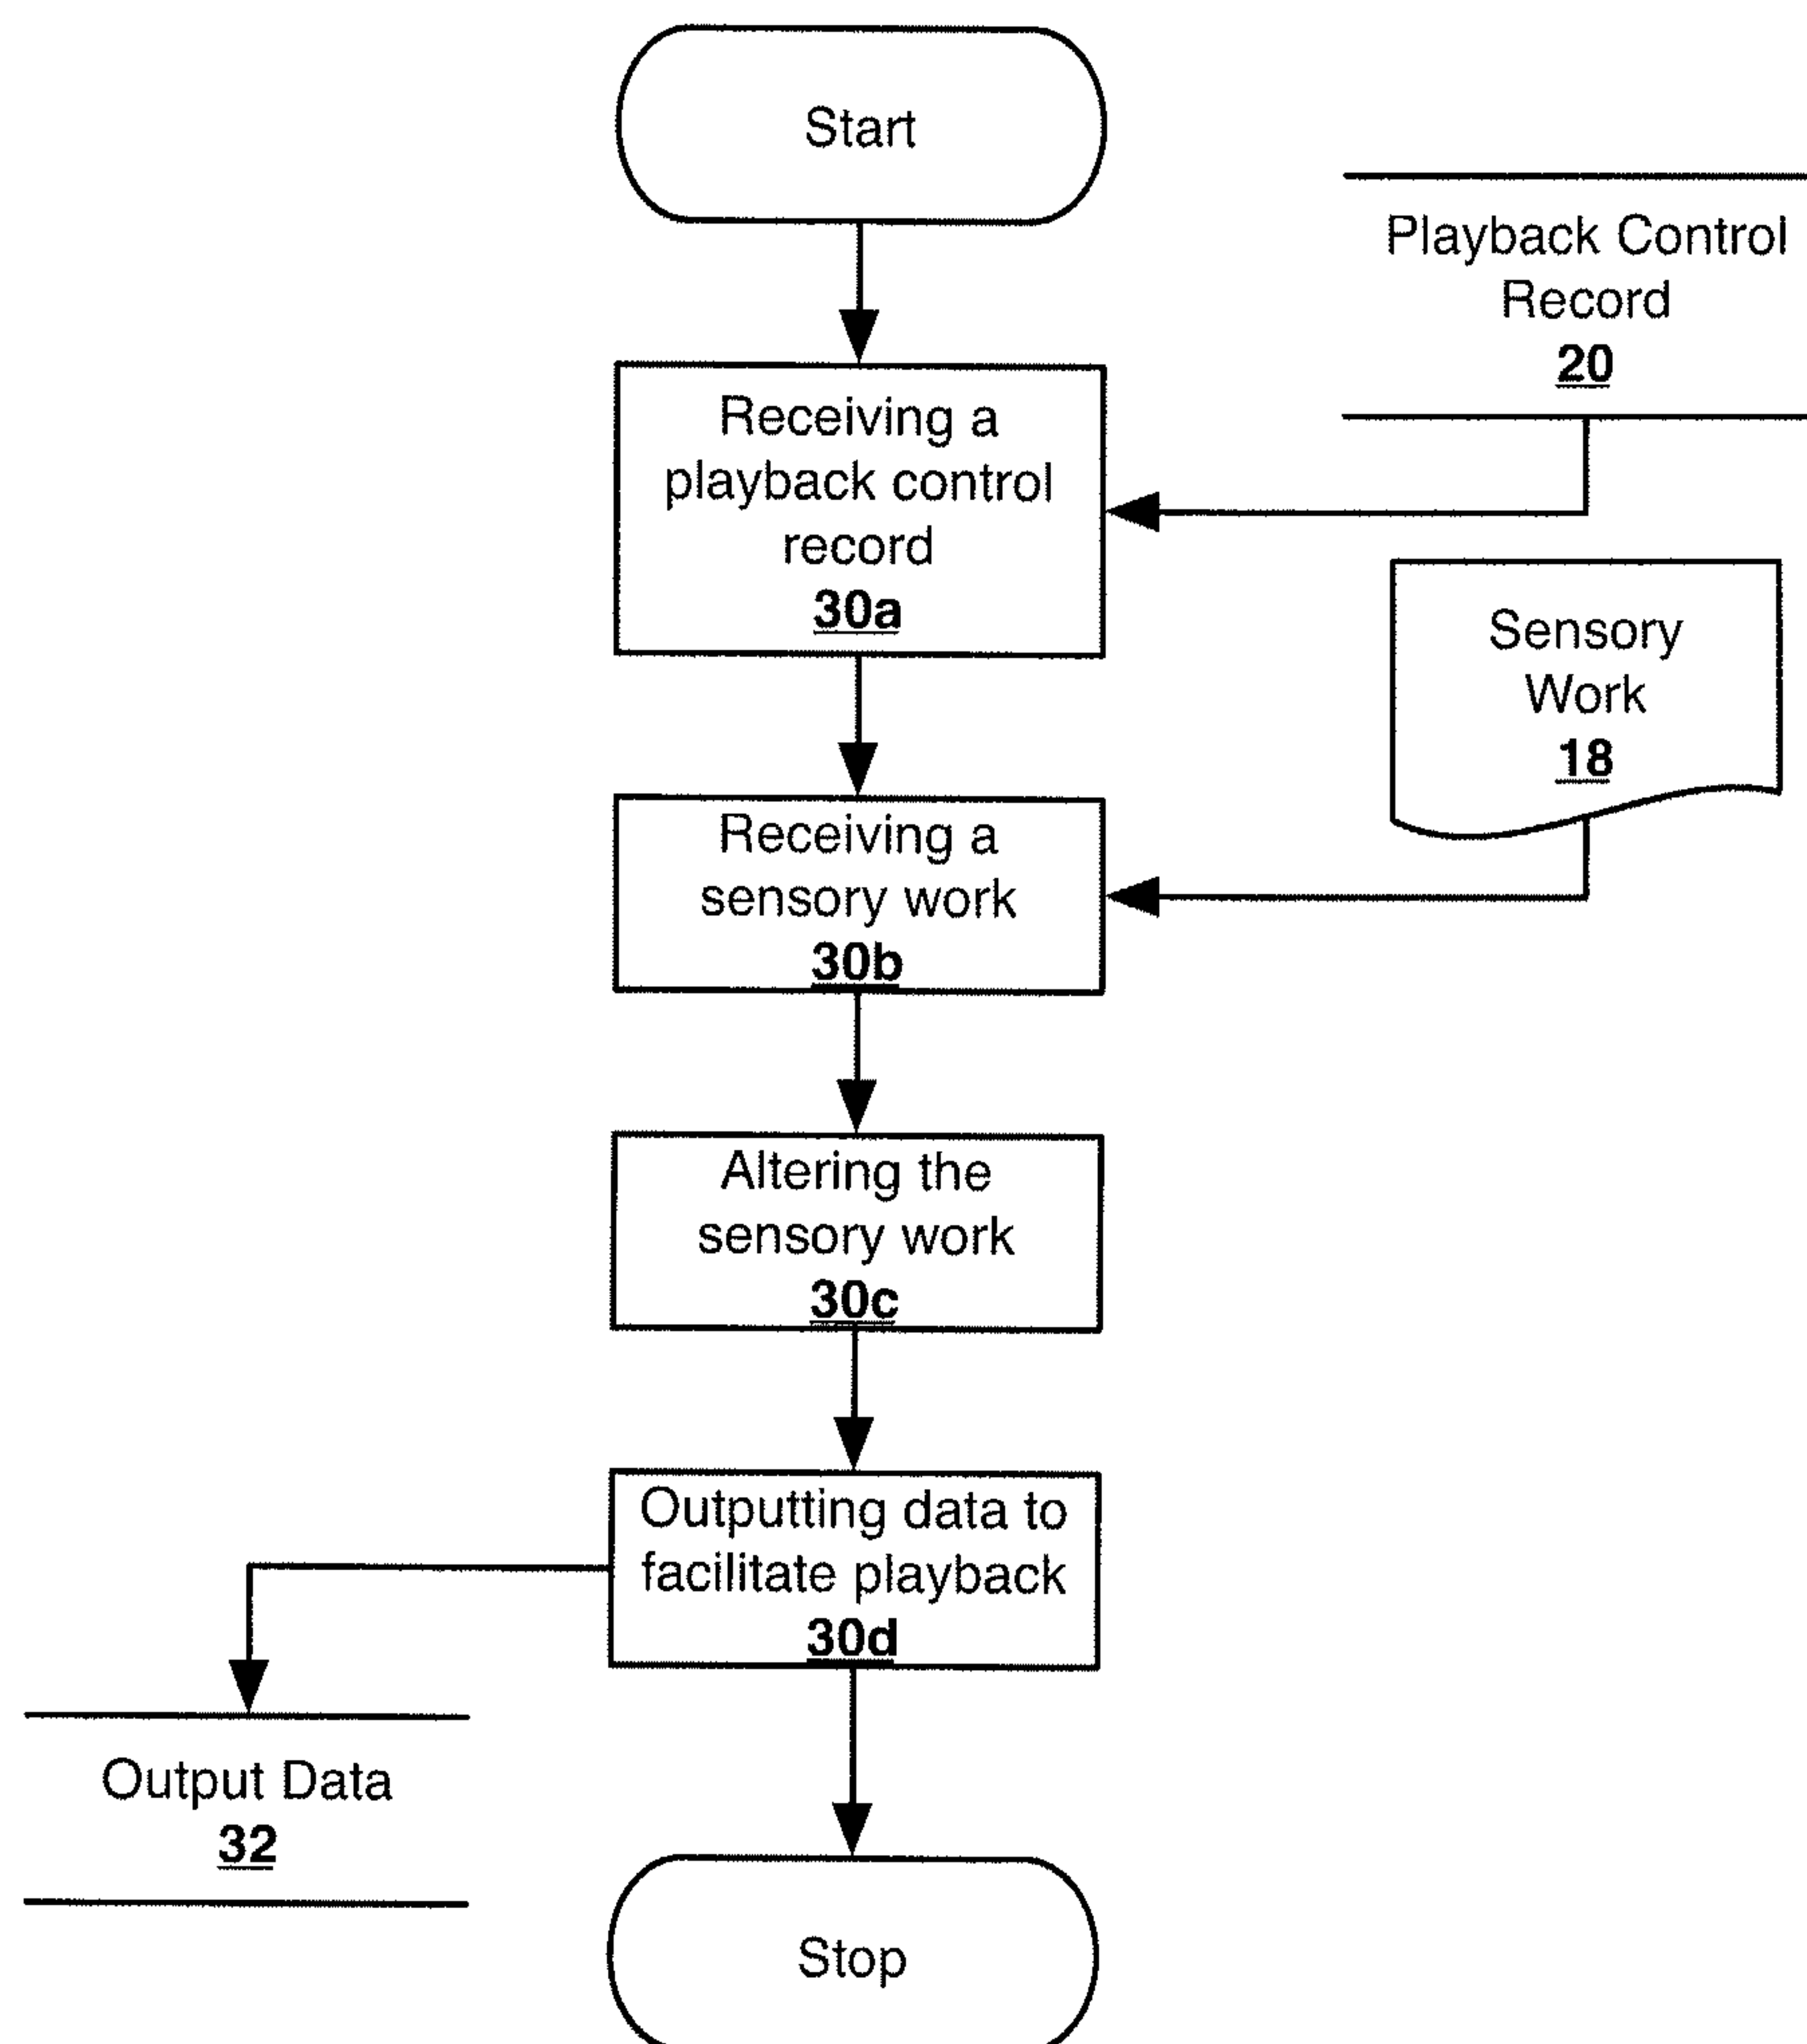 Start
Playback Control
Record
20
Receiving a
playback control
record
30a
Sensory
Work
18
Receiving a
sensory work
30b
Altering the
sensory work
30c
Outputting data to
facilitate playback
30d
Output Data
32
Stop